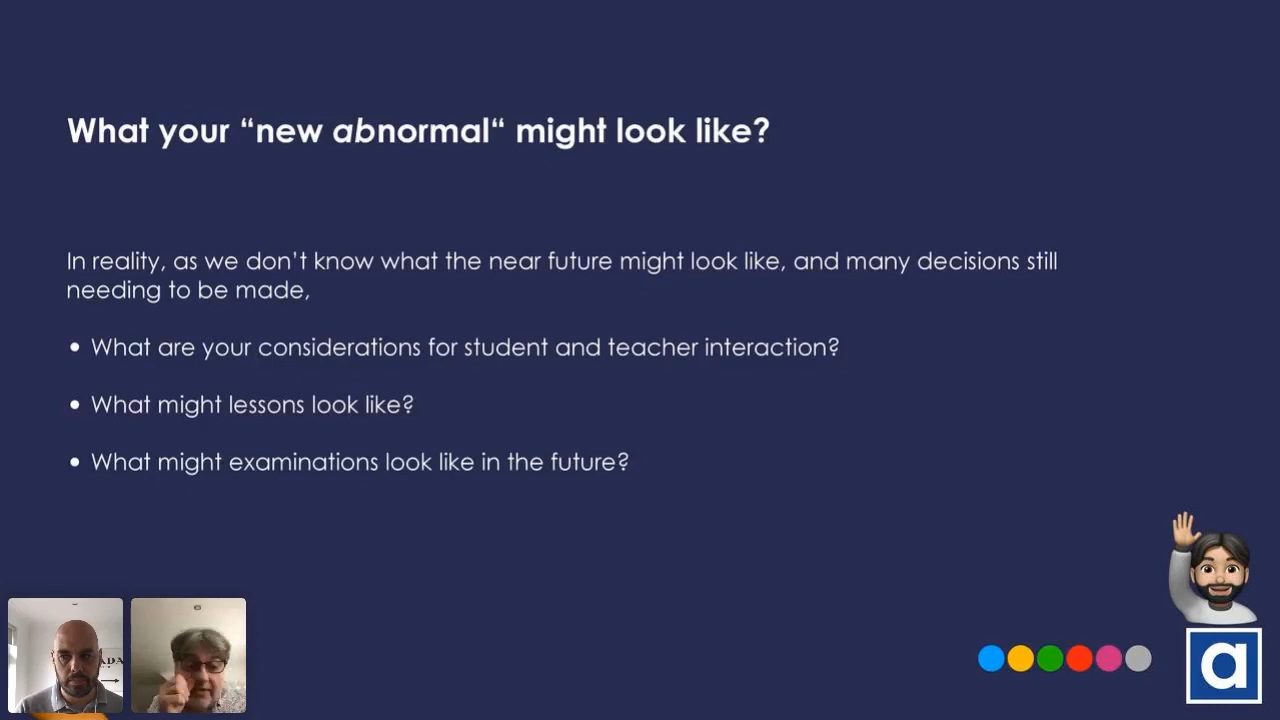 What your “new abnormal“ might look like?
In reality, as we don’t know what the near future might look like, and many decisions still
needing to be made,
• What are your considerations for student and teacher interaction?
• What might lessons look like?
• What might examinations look like in the future?
a